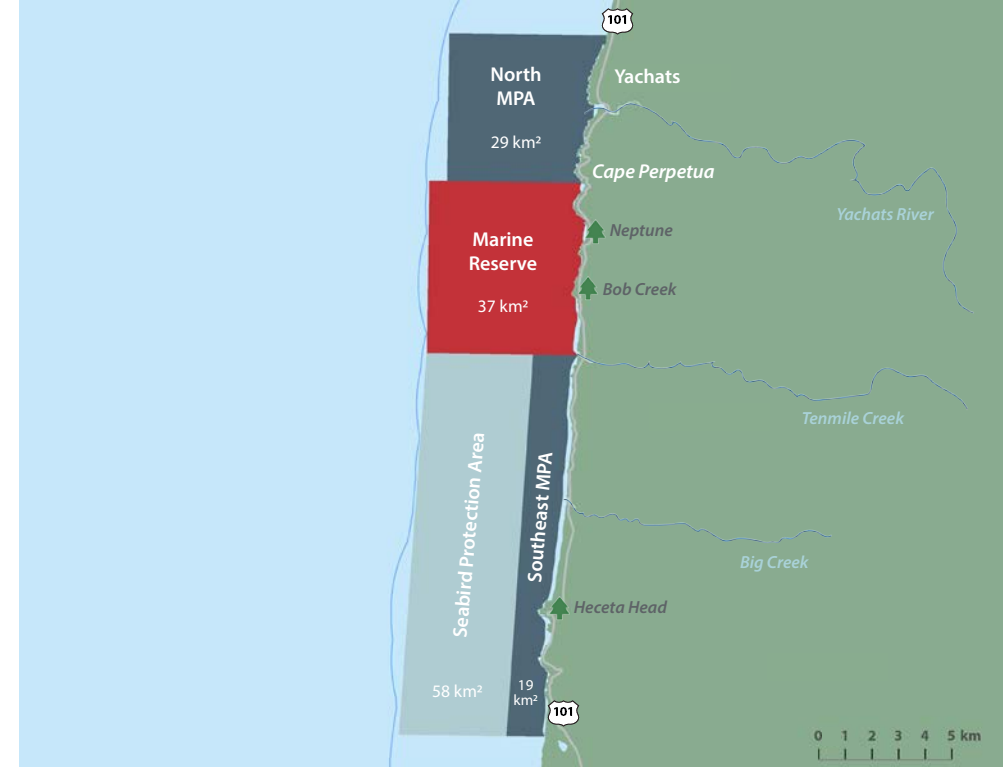 101
North
MPA
29 km²
Yachats
Cape Perpetua
Yachats River
Marine
Reserve
37 km²
Neptune
Bob Creek
Tenmile Creek
Seabird Protection Area
58 km²
Southeast MPA
19
km²
Big Creek
Heceta Head
101
0 1 2 3 4 5 km